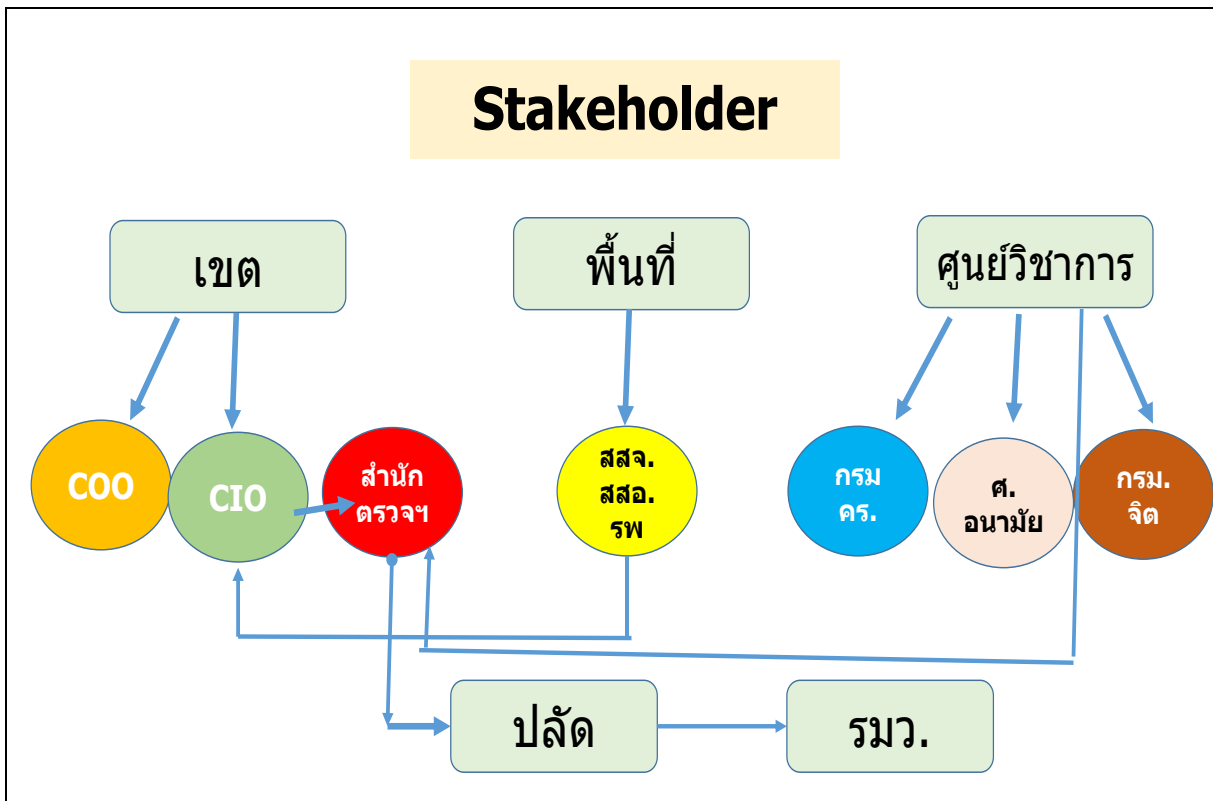 Stakeholder
เขต
พื้นที่
ศูนย์วิชาการ
COO
CIO
สำนัก
ตรวจฯ
สสจ.
สสอ.
รพ
กรม
คร.
ศ.
อนามัย
กรม.
จิต
ปลัด
รมว.